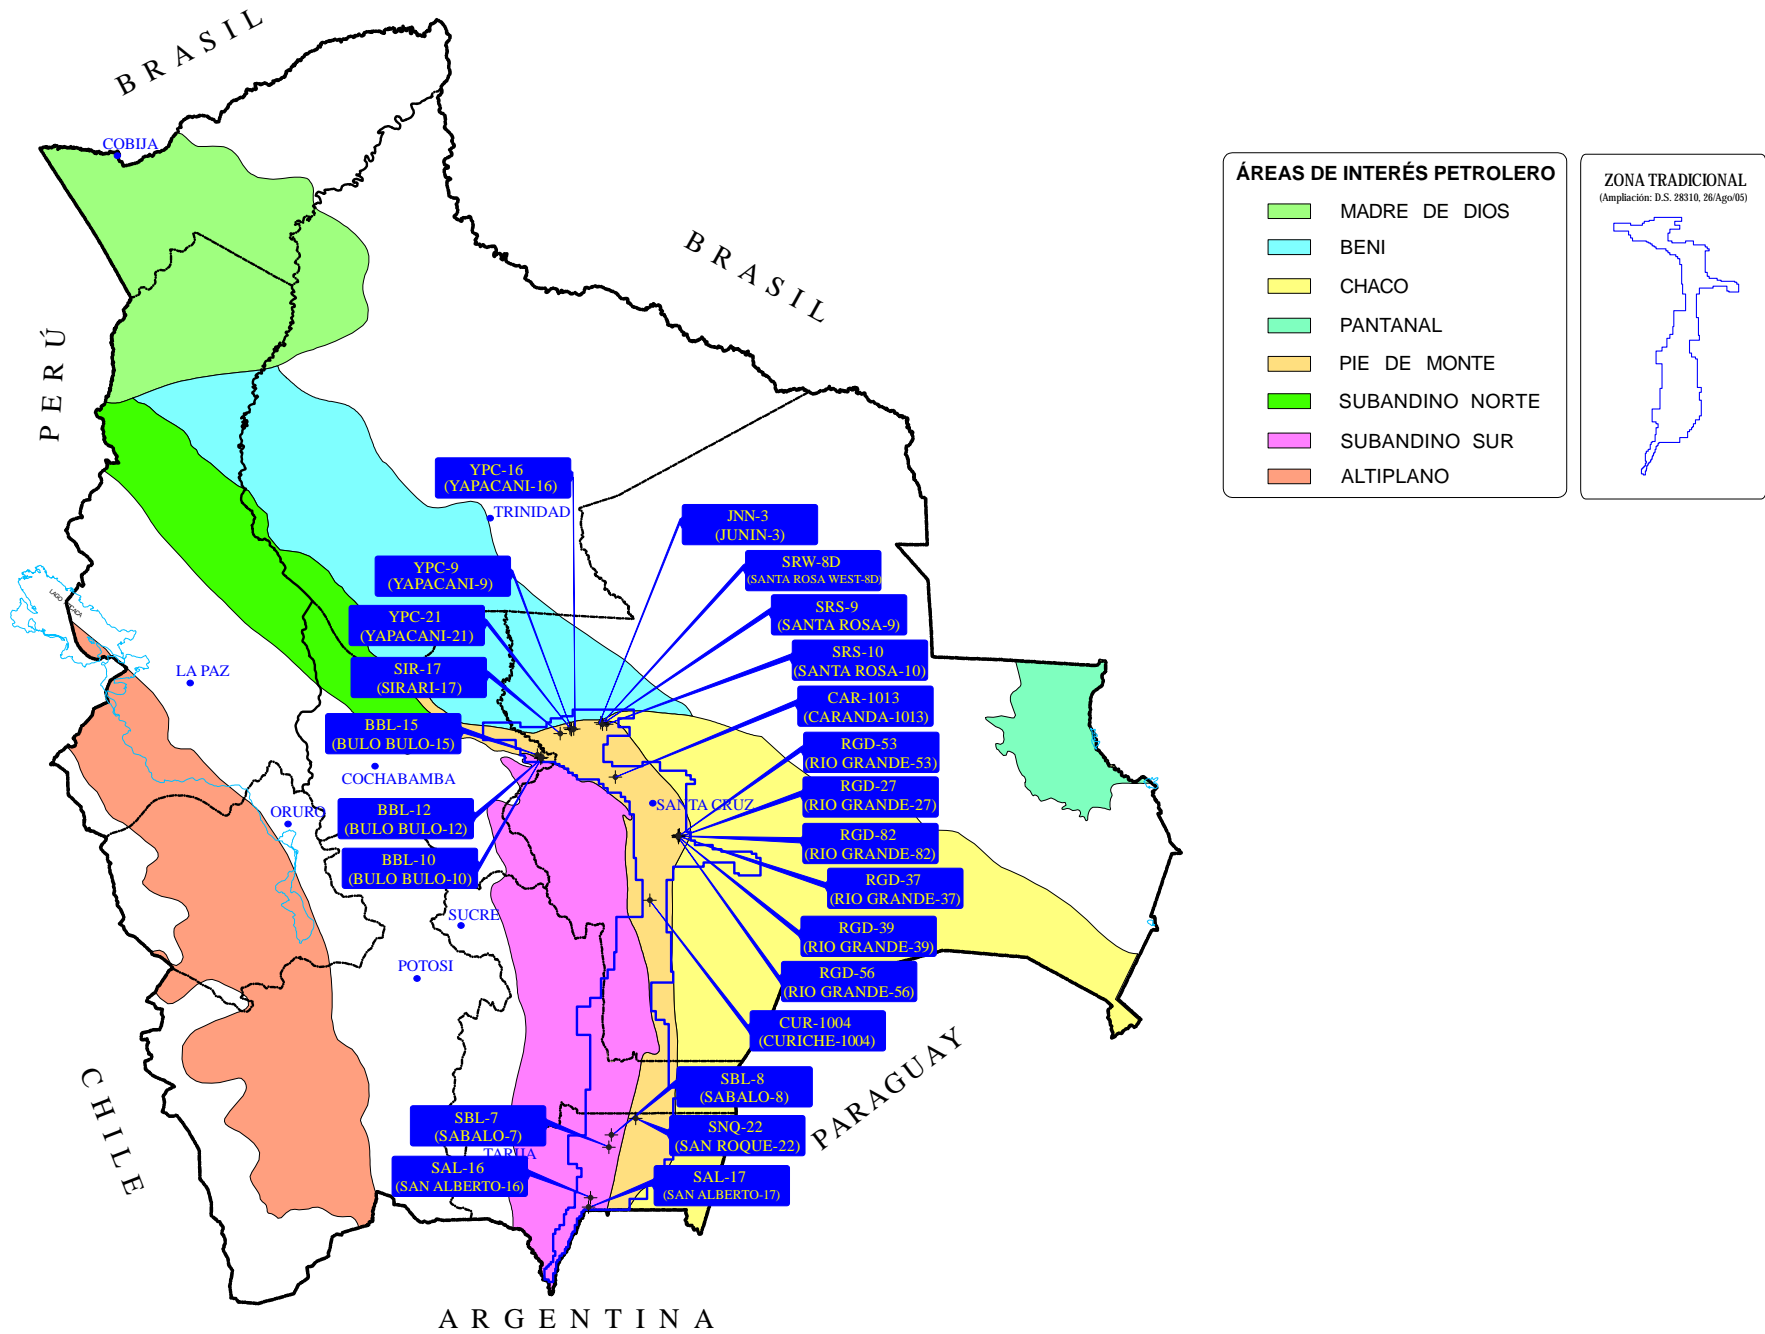 BRASIL
COBIJA
BRASIL
PERÚ
ÁREAS DE INTERÉS PETROLERO
MADRE DE DIOS
BENI
CHACO
PANTANAL
PIE DE MONTE
SUBANDINO NORTE
SUBANDINO SUR
ALTIPLANO
ZONA TRADICIONAL
(Ampliación: D.S. 28310, 26/Ago/05)
YPC-16
(YAPACANI-16)
TRINIDAD
JNN-3
(JUNIN-3)
YPC-9
(YAPACANI-9)
SRW-8D
(SANTA ROSA WEST-8D)
SRS-9
(SANTA ROSA-9)
YPC-21
(YAPACANI-21)
SRS-10
(SANTA ROSA-10)
LA PAZ
SIR-17
(SIRARI-17)
CAR-1013
(CARANDA-1013)
BBL-15
(BULO BULO-15)
RGD-53
(RIO GRANDE-53)
COCHABAMBA
RGD-27
(RIO GRANDE-27)
SANTA CRUZ
ORURO
BBL-12
(BULO BULO-12)
RGD-82
(RIO GRANDE-82)
BBL-10
(BULO BULO-10)
RGD-37
(RIO GRANDE-37)
SUCRE
RGD-39
(RIO GRANDE-39)
POTOSI
RGD-56
(RIO GRANDE-56)
CUR-1004
(CURICHE-1004)
PARAGUAY
CHILE
SBL-8
(SABALO-8)
SBL-7
(SABALO-7)
SNQ-22
(SAN ROQUE-22)
TARIJA
SAL-16
(SAN ALBERTO-16)
SAL-17
(SAN ALBERTO-17)
ARGENTINA